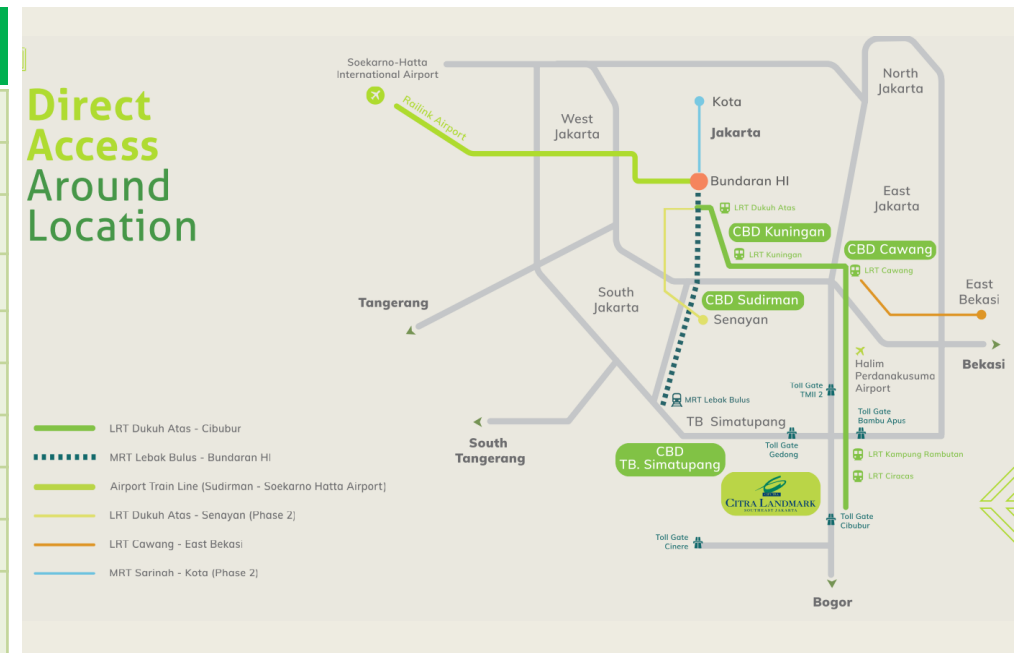 Direct
Access
Around
Location
Soekarno-Hatta
International Airport
Railink Airport
West
Jakarta
Kota
Jakarta
Bundaran HI
North
Jakarta
East
Jakarta
LRT Dukuh Atas
CBD Kuningan
LRT Kuningan
CBD Cawang
LRT Cawang
East
Bekasi
Bekasi
Tangerang
South
Jakarta
CBD Sudirman
Senayan
Halim
Perdanakusuma
Airport
Toll Gate
TMII 2
MRT Lebak Bulus
TB Simatupang
Toll Gate
Bambu Apus
Toll Gate
Gedong
South
Tangerang
CBD
TB. Simatupang
LRT Kampung Rambutan
LRT Ciracas
CITRA LANDMARK
SOUTHEAST JAKARTA
Toll Gate
Cibubur
Toll Gate
Cinere
Bogor
LRT Dukuh Atas - Cibubur
MRT Lebak Bulus - Bundaran HI
Airport Train Line (Sudirman - Soekarno Hatta Airport)
LRT Dukuh Atas - Senayan (Phase 2)
LRT Cawang - East Bekasi
MRT Sarinah - Kota (Phase 2)